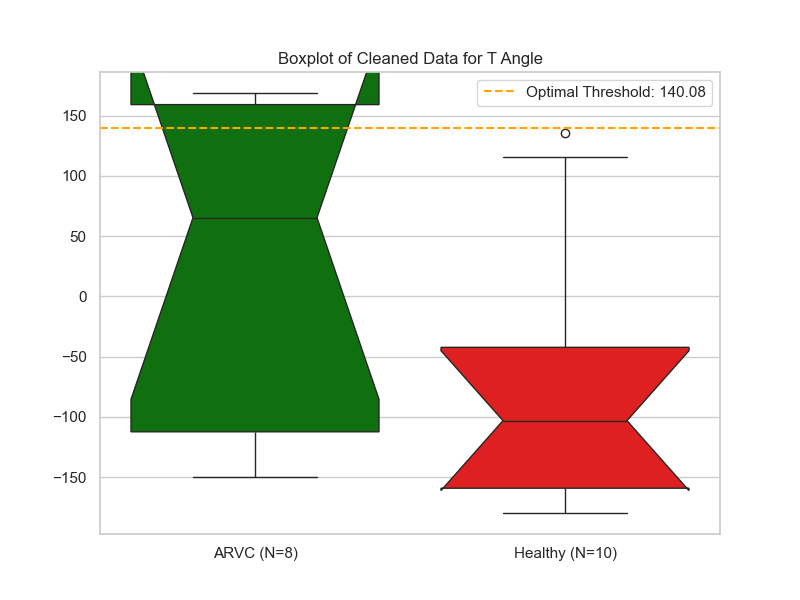 Boxplot of Cleaned Data for T Angle
Optimal Threshold: 140.08
150
100
50
0
−50
−100
−150
ARVC (N=8)
Healthy (N=10)